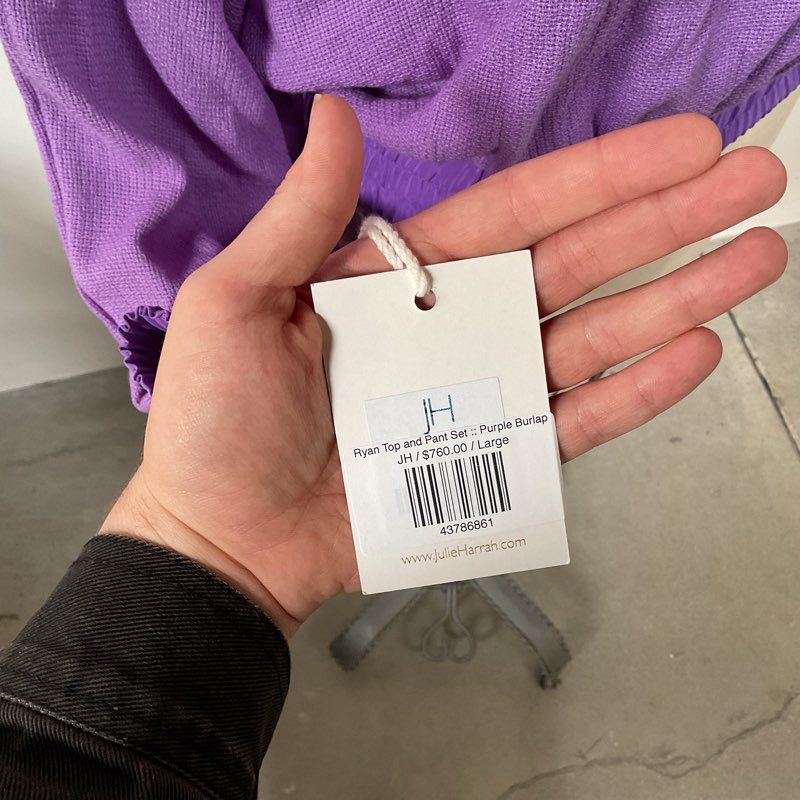 JH
Ryan Top and Pant Set :: Purple Burlap
JH / $760.00 / Large
43786861
www.JulieHarrah.com